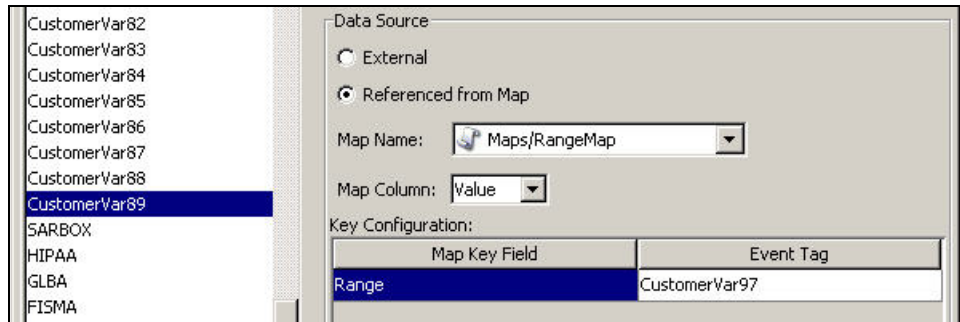 CustomerVar82
CustomerVar83
CustomerVar84
CustomerVar85
CustomerVar86
CustomerVar87
CustomerVar88
CustomerVar89
SARBOX
HIPAA
GLBA
FISMA
Data Source
External
Referenced from Map
Map Name: Maps/RangeMap
Map Column: Value
Key Configuration:
Map Key Field Event Tag
Range CustomerVar97